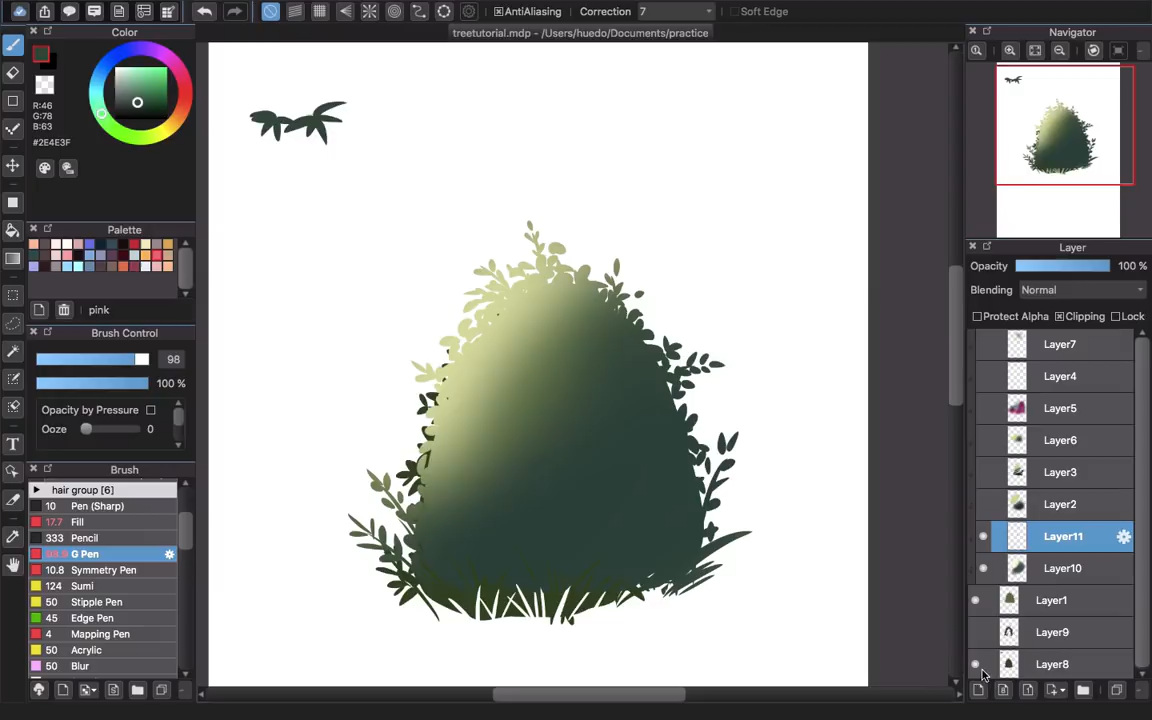 AntiAliasing Correction 7 Soft Edge
treetutorial.mdp - /Users/huedo/Documents/practice
Color
R:46
G:78
B:63
#2E4E3F
Palette
pink
Brush Control
98
100 %
Opacity by Pressure
Ooze 0
Brush
hair group [6]
10 Pen (Sharp)
17.7 Fill
333 Pencil
G Pen
10.8 Symmetry Pen
124 Sumi
50 Stipple Pen
45 Edge Pen
4 Mapping Pen
50 Acrylic
50 Blur
Navigator
Layer
Opacity 100 %
Blending Normal
Protect Alpha Clipping Lock
Layer7
Layer4
Layer5
Layer6
Layer3
Layer2
Layer11
Layer10
Layer1
Layer9
Layer8